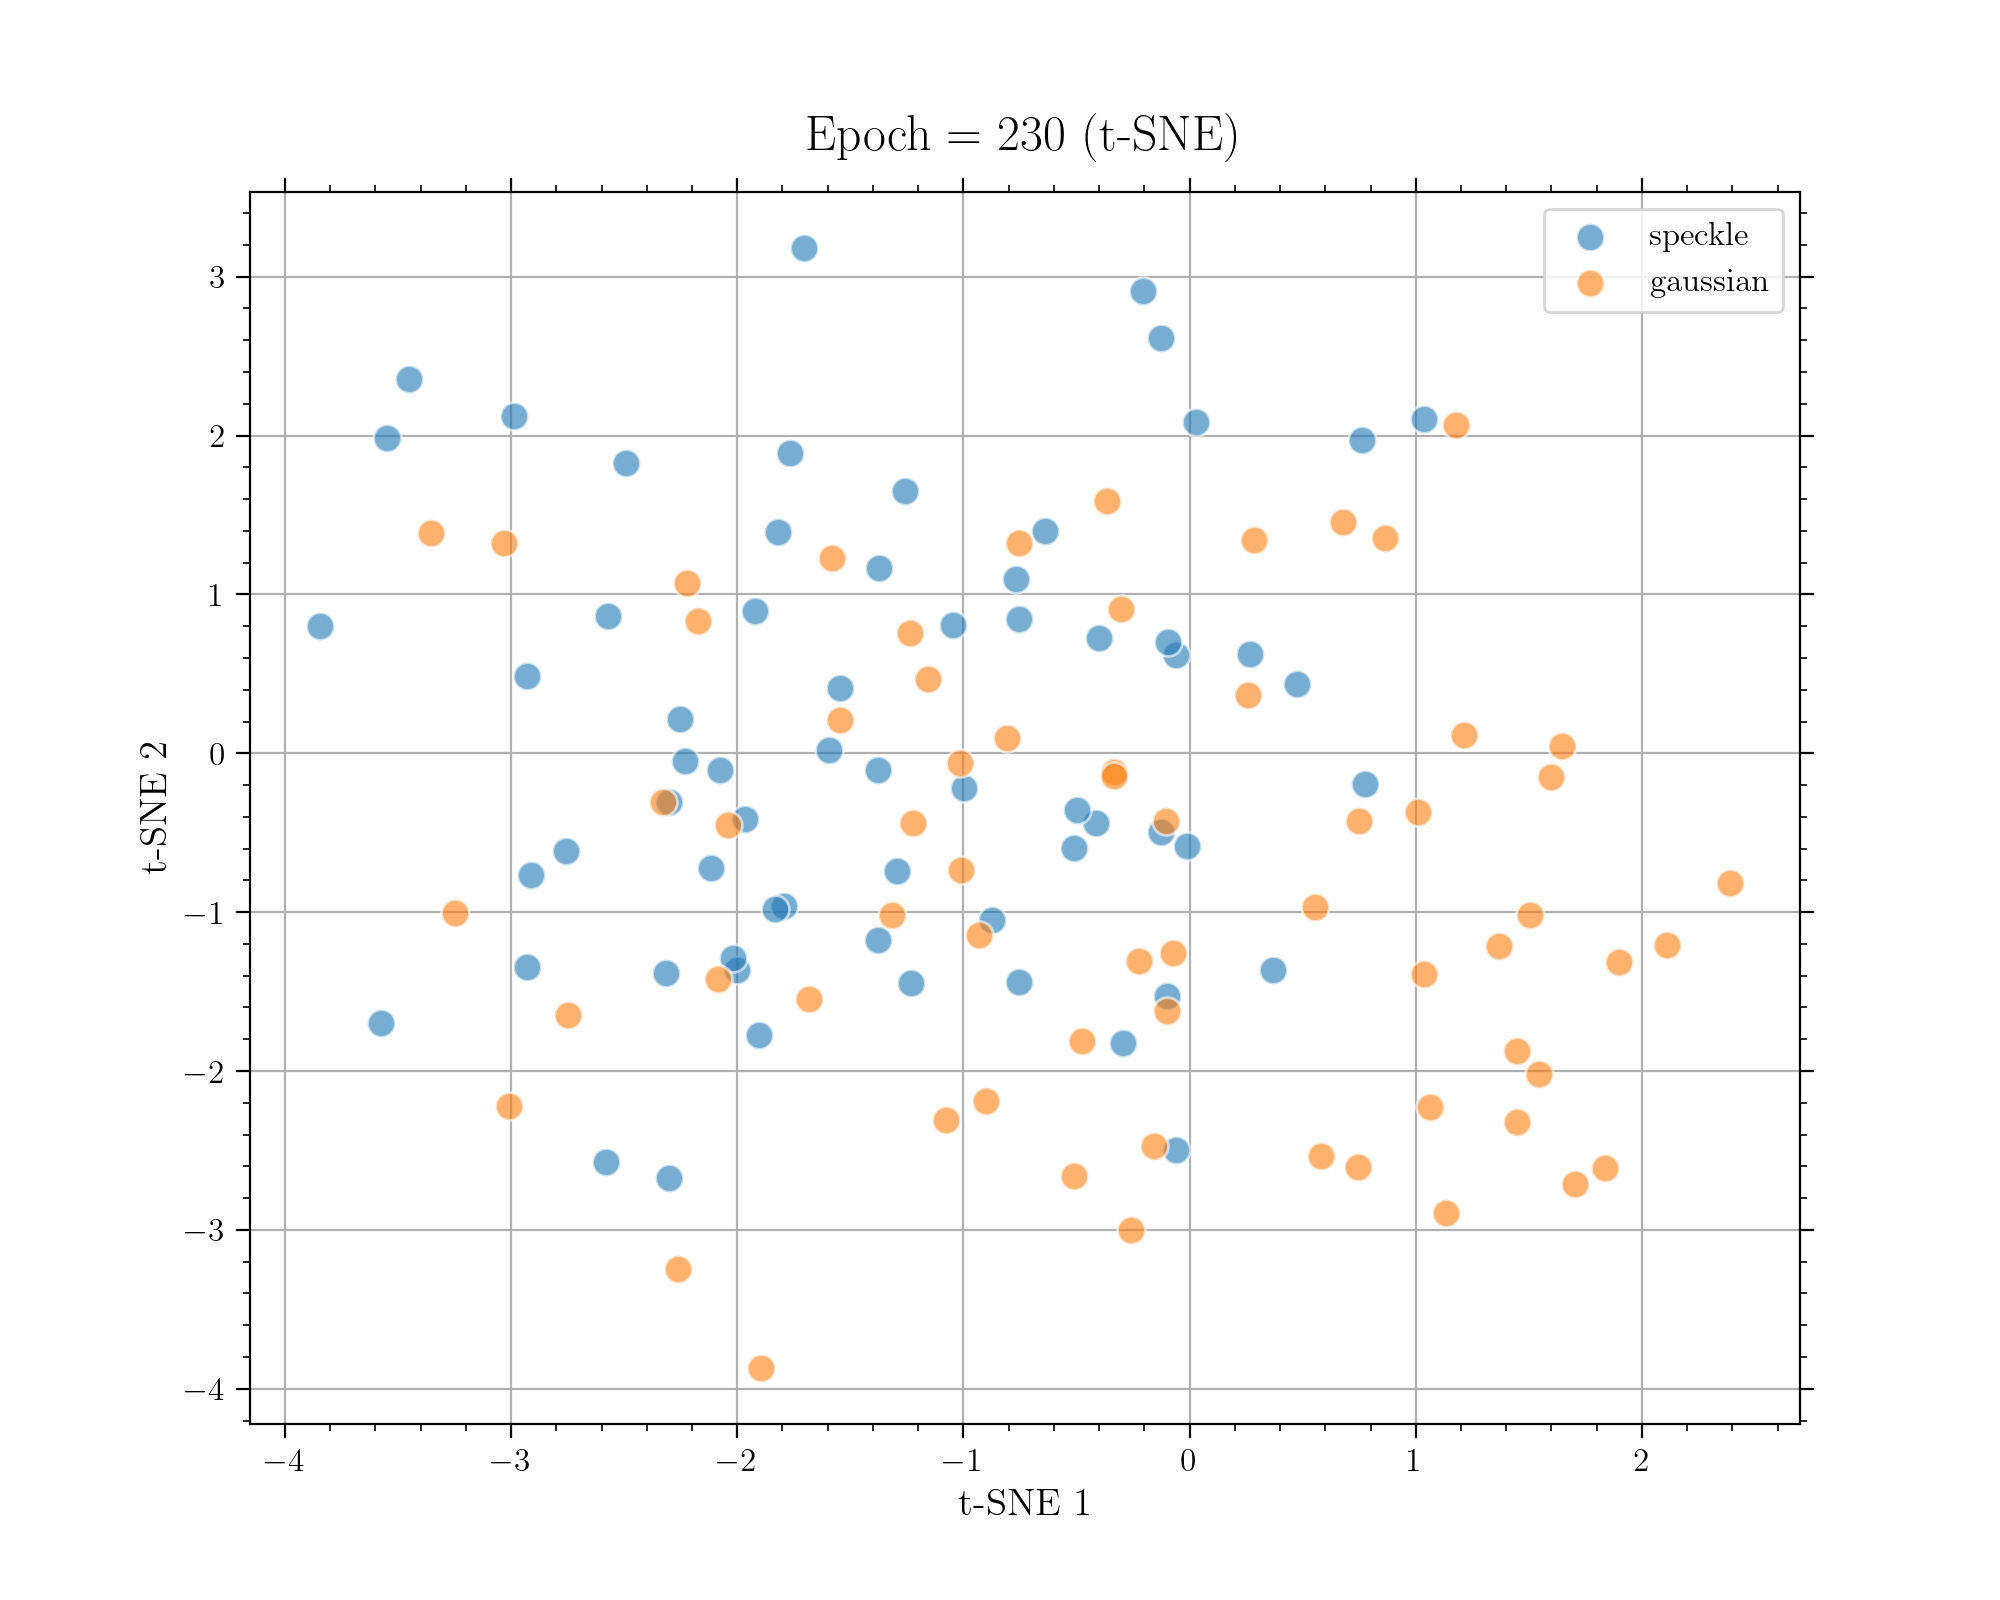 Epoch = 230 (t-SNE)
speckle
gaussian
3
2
1
0
−1
−2
−3
−4
t-SNE 2
−4 −3 −2 −1 0 1 2
t-SNE 1